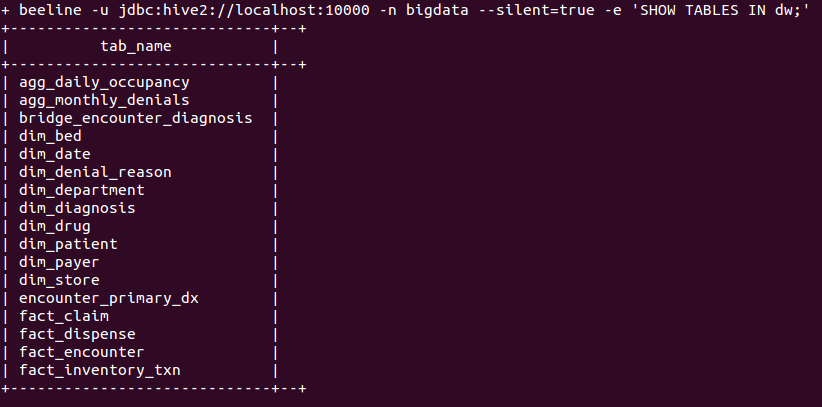 + beeline -u jdbc:hive2://localhost:10000 -n bigdata --silent=true -e 'SHOW TABLES IN dw;'
+-----------------------------+--+
|          tab_name           |
+-----------------------------+--+
| agg_daily_occupancy         |
| agg_monthly_denials         |
| bridge_encounter_diagnosis  |
| dim_bed                     |
| dim_date                    |
| dim_denial_reason           |
| dim_department              |
| dim_diagnosis               |
| dim_drug                    |
| dim_patient                 |
| dim_payer                   |
| dim_store                   |
| encounter_primary_dx        |
| fact_claim                  |
| fact_dispense               |
| fact_encounter              |
| fact_inventory_txn          |
+-----------------------------+--+